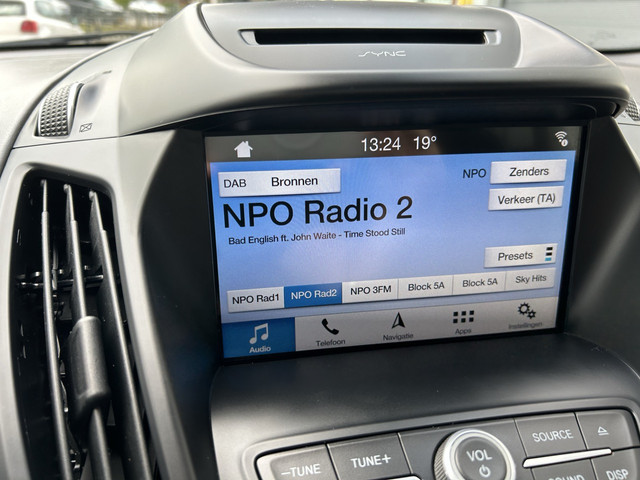 SYNC
13:24 19°
DAB Bronnen
NPO Zenders
Verkeer (TA)
NPO Radio 2
Bad English ft. John Waite - Time Stood Still
Presets
NPO Rad1 NPO Rad2 NPO 3FM Block 5A Block 5A Sky Hits
Audio Telefoon Navigatie Apps Instellingen
–TUNE TUNE+ VOL SOURCE
SOUND DISP